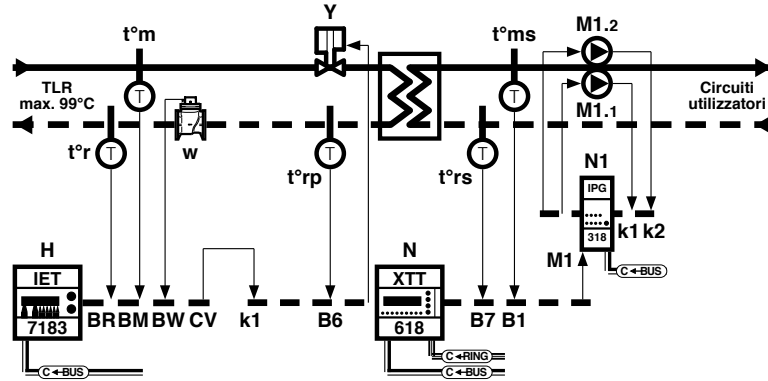 Y
M1.2
t°m
t°ms
TLR
max. 99°C
T
T
M1.1
Circuiti
utilizzatori
t°r
w
t°rp
t°rs
T
T
T
N1
IPG
318
k1 k2
M1
C BUS
H
N
IET
7183
XTT
618
BR BM BW CV k1 B6 B7 B1
C RING
C BUS
C BUS